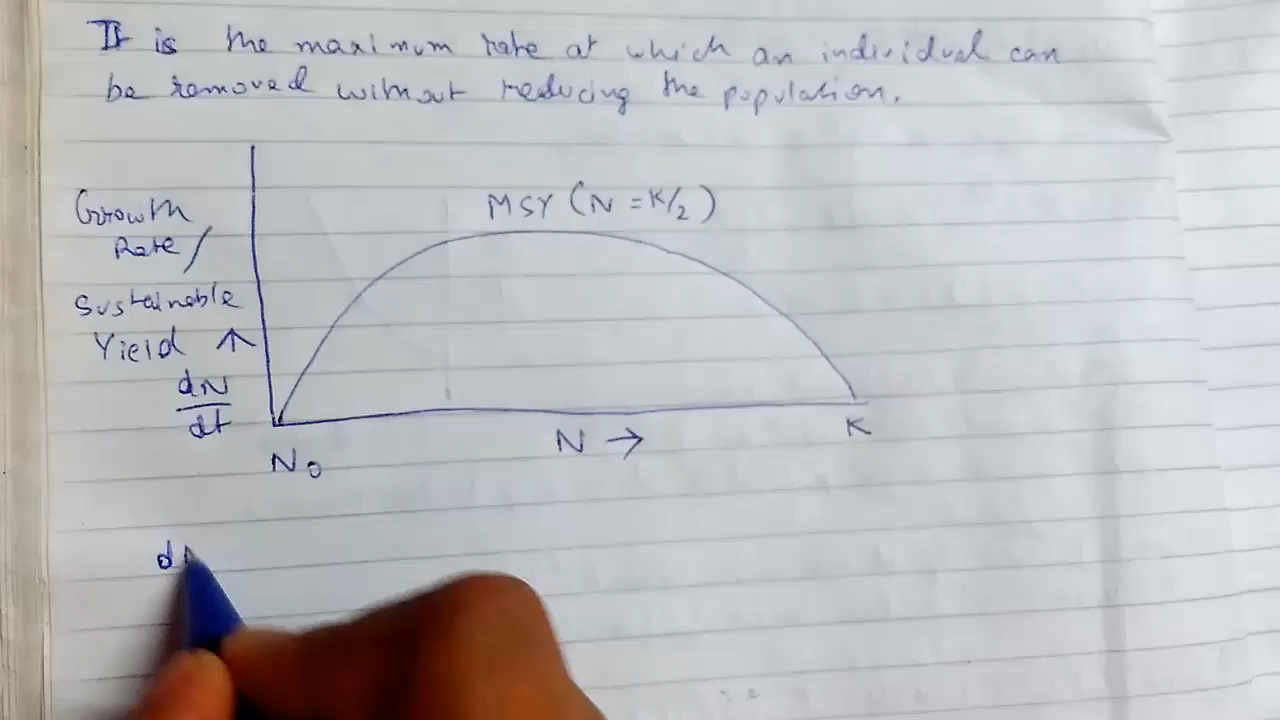 It is the maximum rate at which an individual can
be removed without reducing the population.
MSY (N = K/2)
Growth
Rate /
Sustainable
Yield ↑
dN
dt
N →
K
N0
d